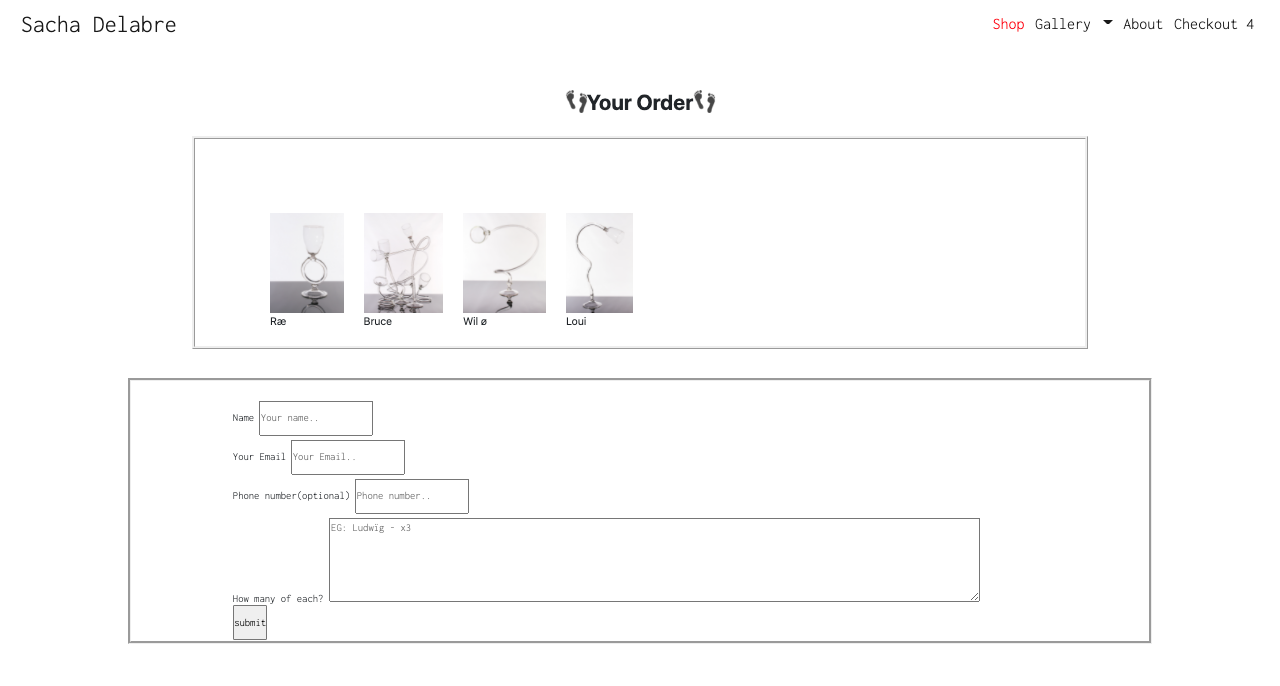 Sacha Delabre
Shop Gallery About Checkout 4
👣Your Order👣
Ræ Bruce Wil ø Loui
Name Your name..
Your Email Your Email..
Phone number(optional) Phone number..
EG: Ludwïg - x3
How many of each?
submit